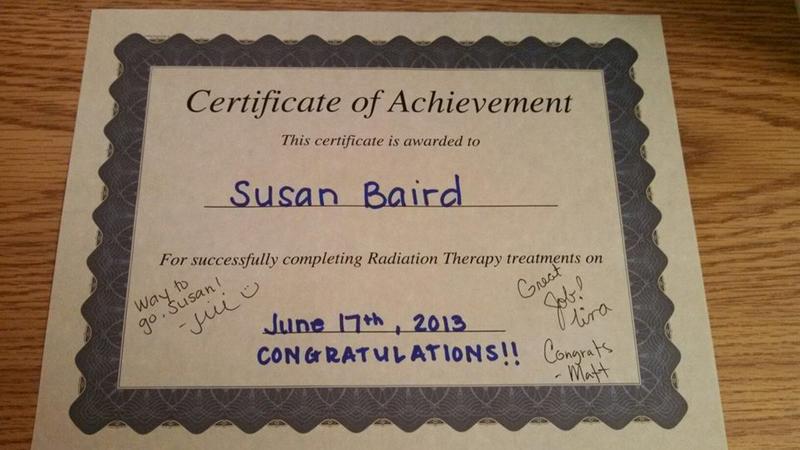 Certificate of Achievement
This certificate is awarded to
Susan Baird
For successfully completing Radiation Therapy treatments on
Way to
go, Susan!
Great
Job!
June 17th, 2013
CONGRATULATIONS!!
Congrats
- Matt